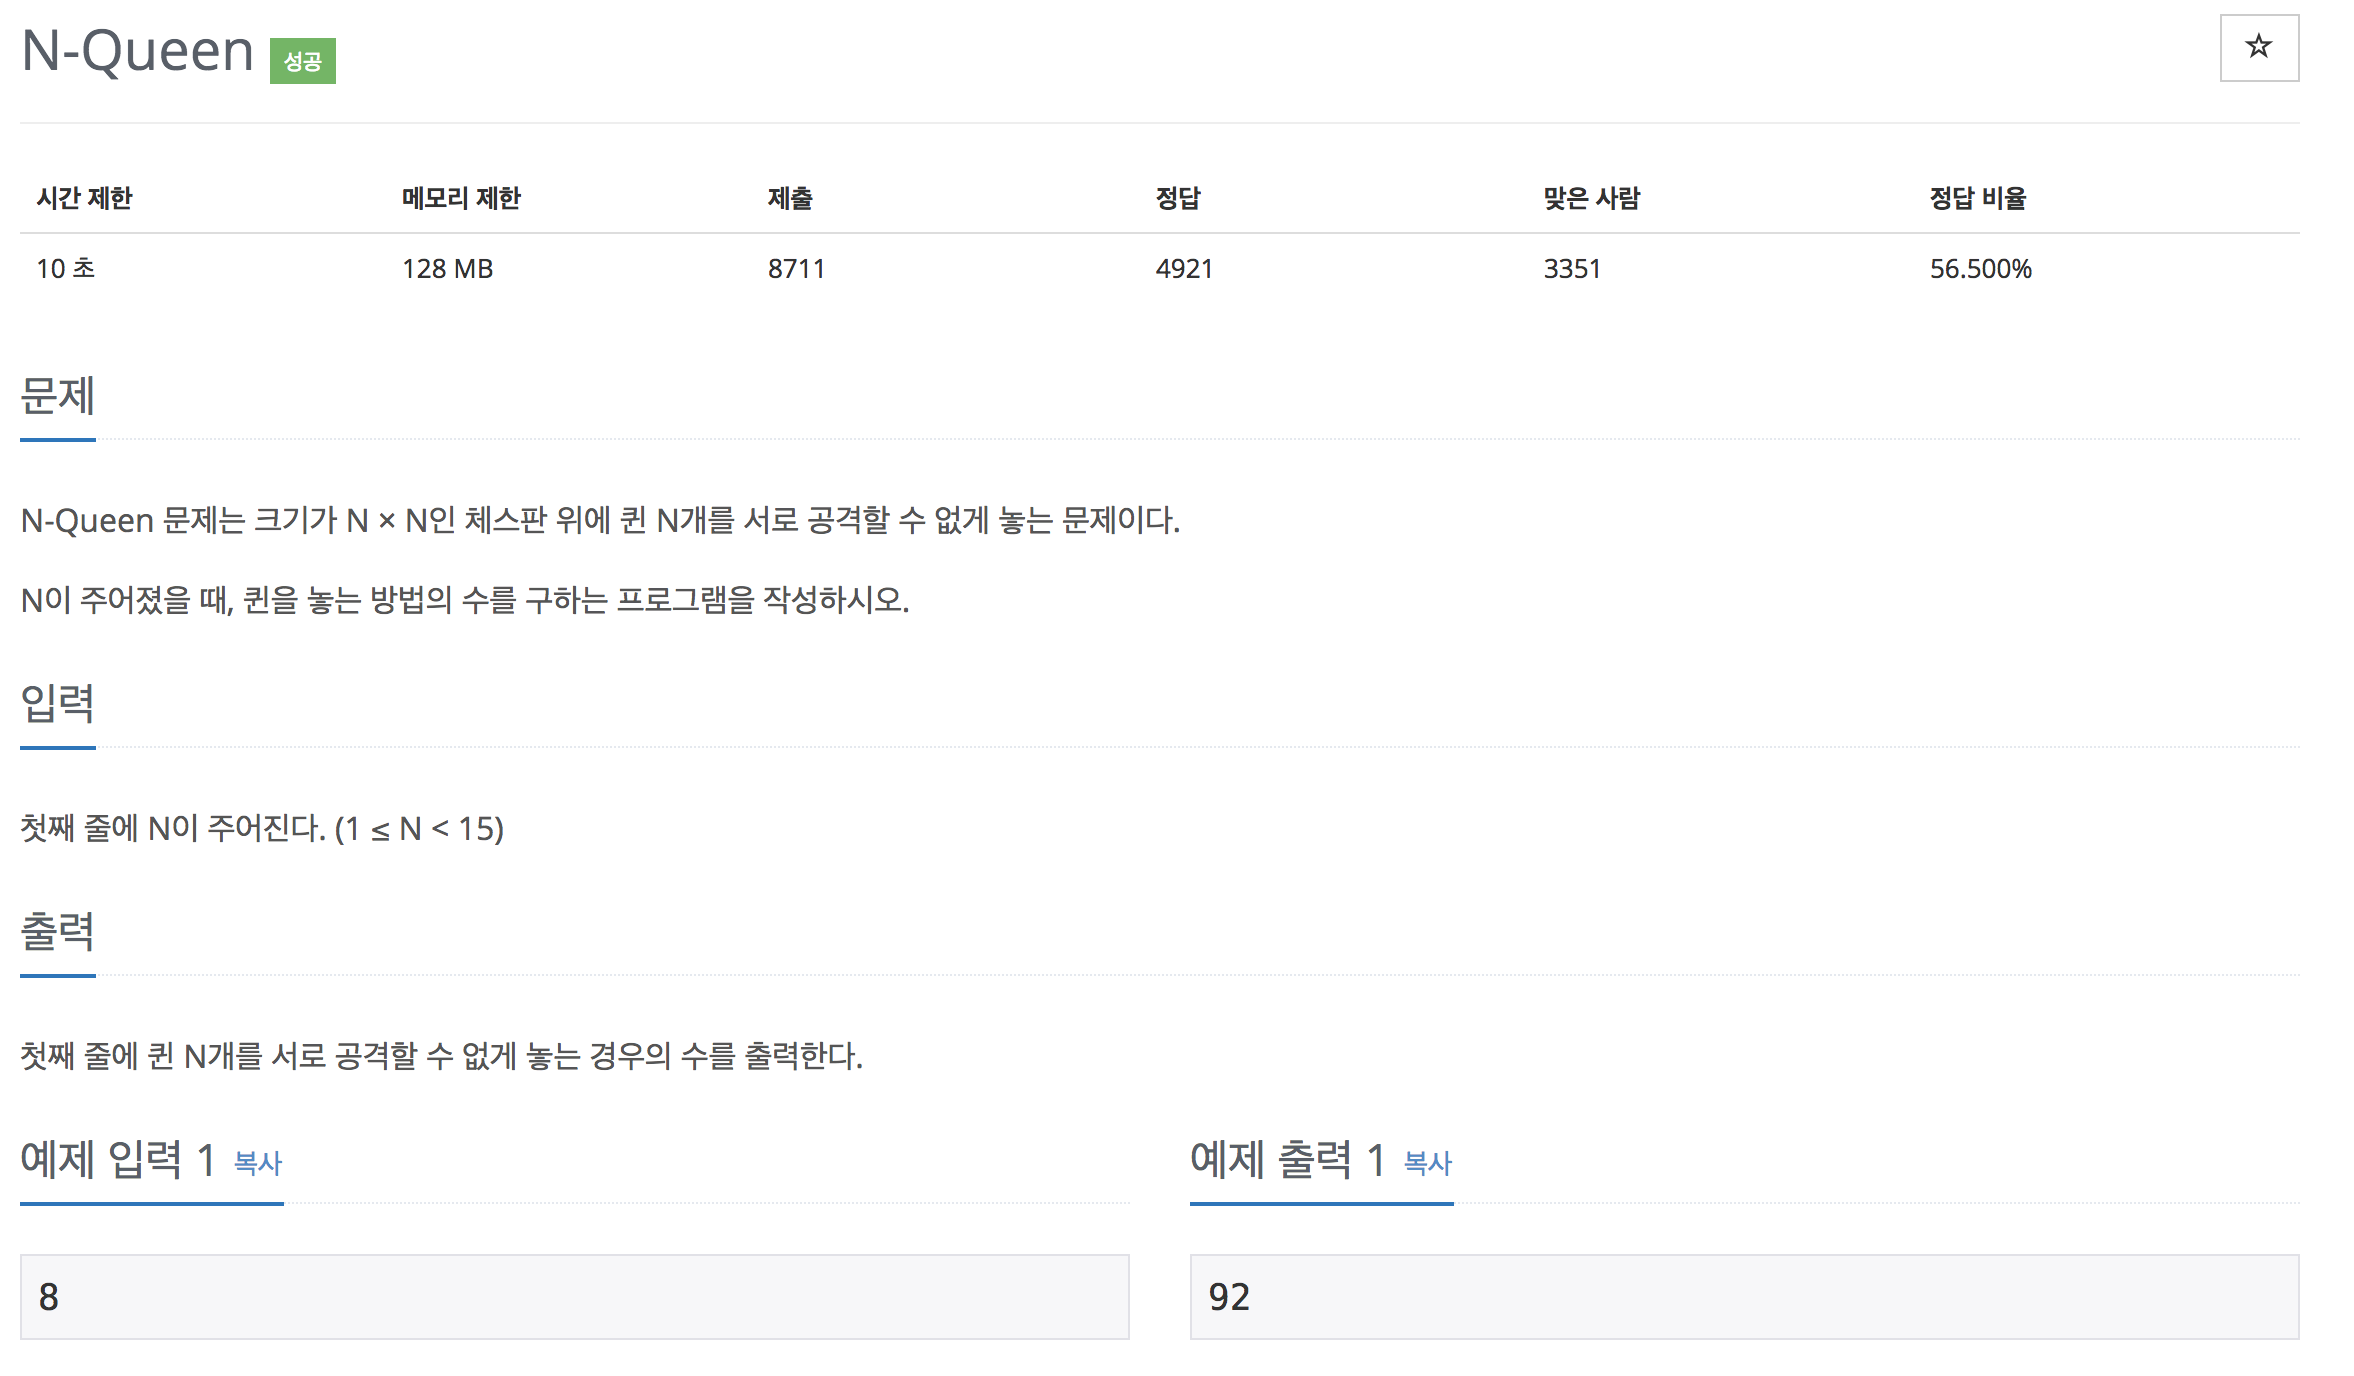 N-Queen 성공
☆
시간 제한 메모리 제한 제출 정답 맞은 사람 정답 비율
10 초 128 MB 8711 4921 3351 56.500%
문제
N-Queen 문제는 크기가 N × N인 체스판 위에 퀸 N개를 서로 공격할 수 없게 놓는 문제이다.
N이 주어졌을 때, 퀸을 놓는 방법의 수를 구하는 프로그램을 작성하시오.
입력
첫째 줄에 N이 주어진다. (1 ≤ N < 15)
출력
첫째 줄에 퀸 N개를 서로 공격할 수 없게 놓는 경우의 수를 출력한다.
예제 입력 1 복사
8
예제 출력 1 복사
92